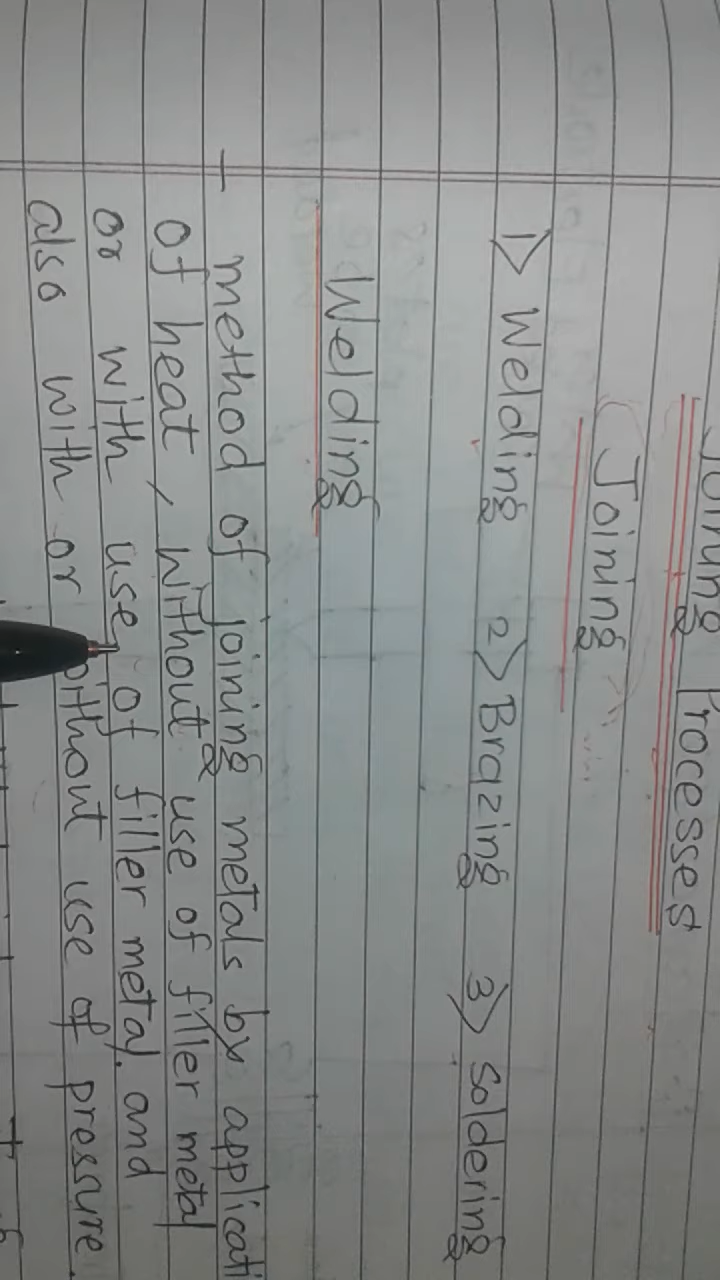 Joining Processes
Joining
1> Welding 2> Brazing 3> Soldering
Welding
- method of joining metals by applicati
of heat, without use of filler metal
or with use of filler metal. and
also with or without use of pressure.